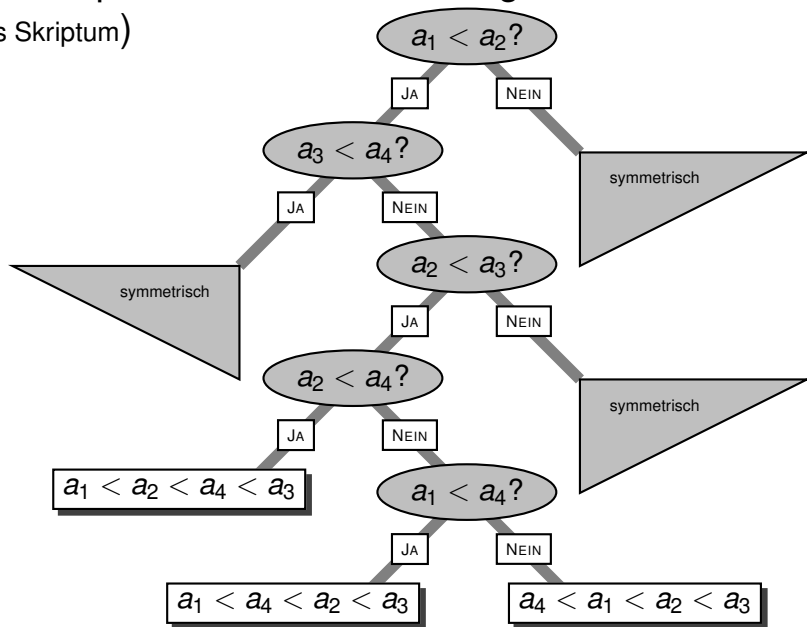 s Skriptum)
a1 < a2?
JA NEIN
a3 < a4?
symmetrisch
JA NEIN
a2 < a3?
symmetrisch
JA NEIN
a2 < a4?
symmetrisch
JA NEIN
a1 < a2 < a4 < a3
a1 < a4?
JA NEIN
a1 < a4 < a2 < a3
a4 < a1 < a2 < a3